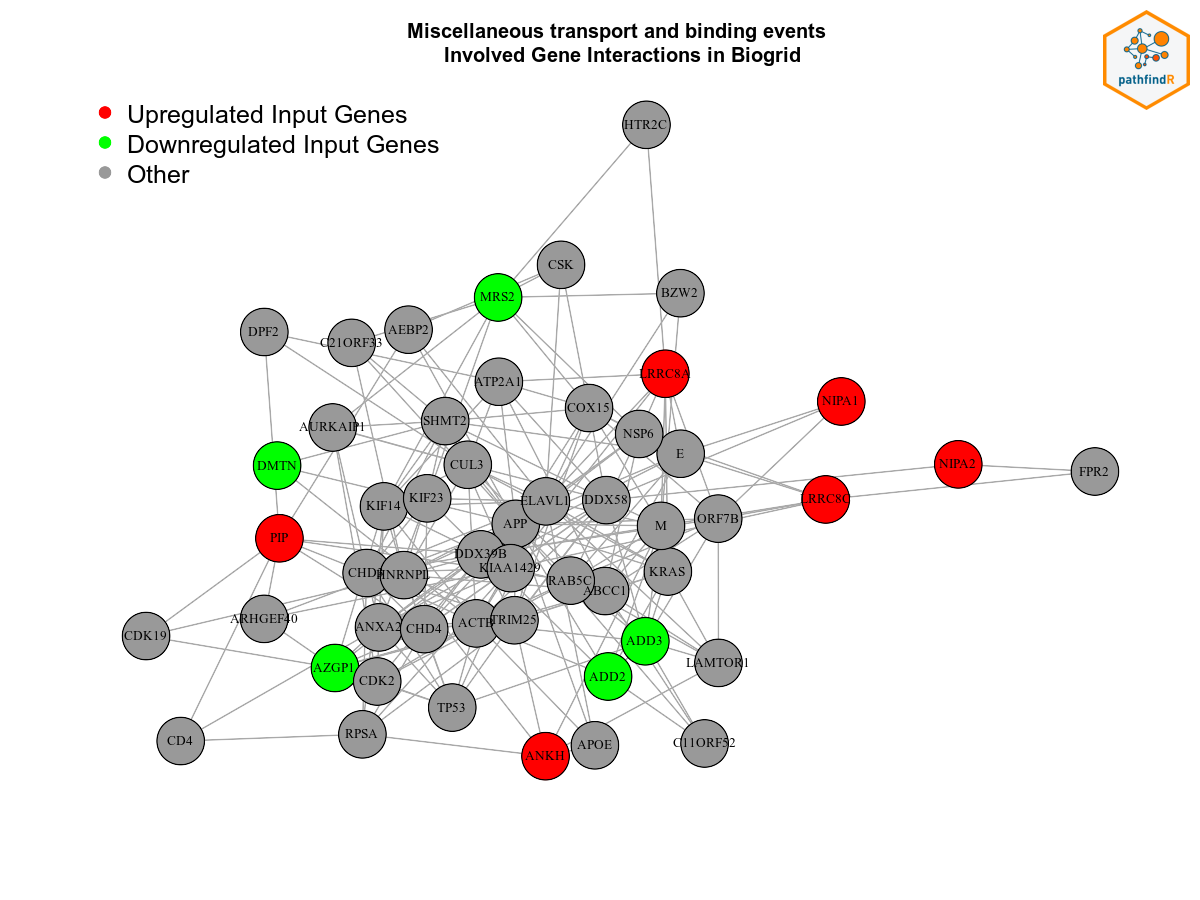 Miscellaneous transport and binding events
Involved Gene Interactions in Biogrid
pathfindR
Upregulated Input Genes
Downregulated Input Genes
Other
HTR2C
CSK
MRS2
BZW2
DPF2
C21ORF33
AEBP2
ATP2A1
LRRC8A
NIPA1
COX15
AURKAIP1
SHMT2
NSP6
E
DMTN
CUL3
NIPA2
FPR2
KIF14
KIF23
ELAVL1
DDX58
LRRC8C
APP
M
ORF7B
PIP
DDX39B
KIAA1429
HNRNPL
RAB5C
ABCC1
KRAS
ARHGEF40
CDK19
ANXA2
CHD4
ACTB
TRIM25
ADD3
LAMTOR1
AZGP1
CDK2
ADD2
TP53
CD4
RPSA
ANKH
APOE
C11ORF52